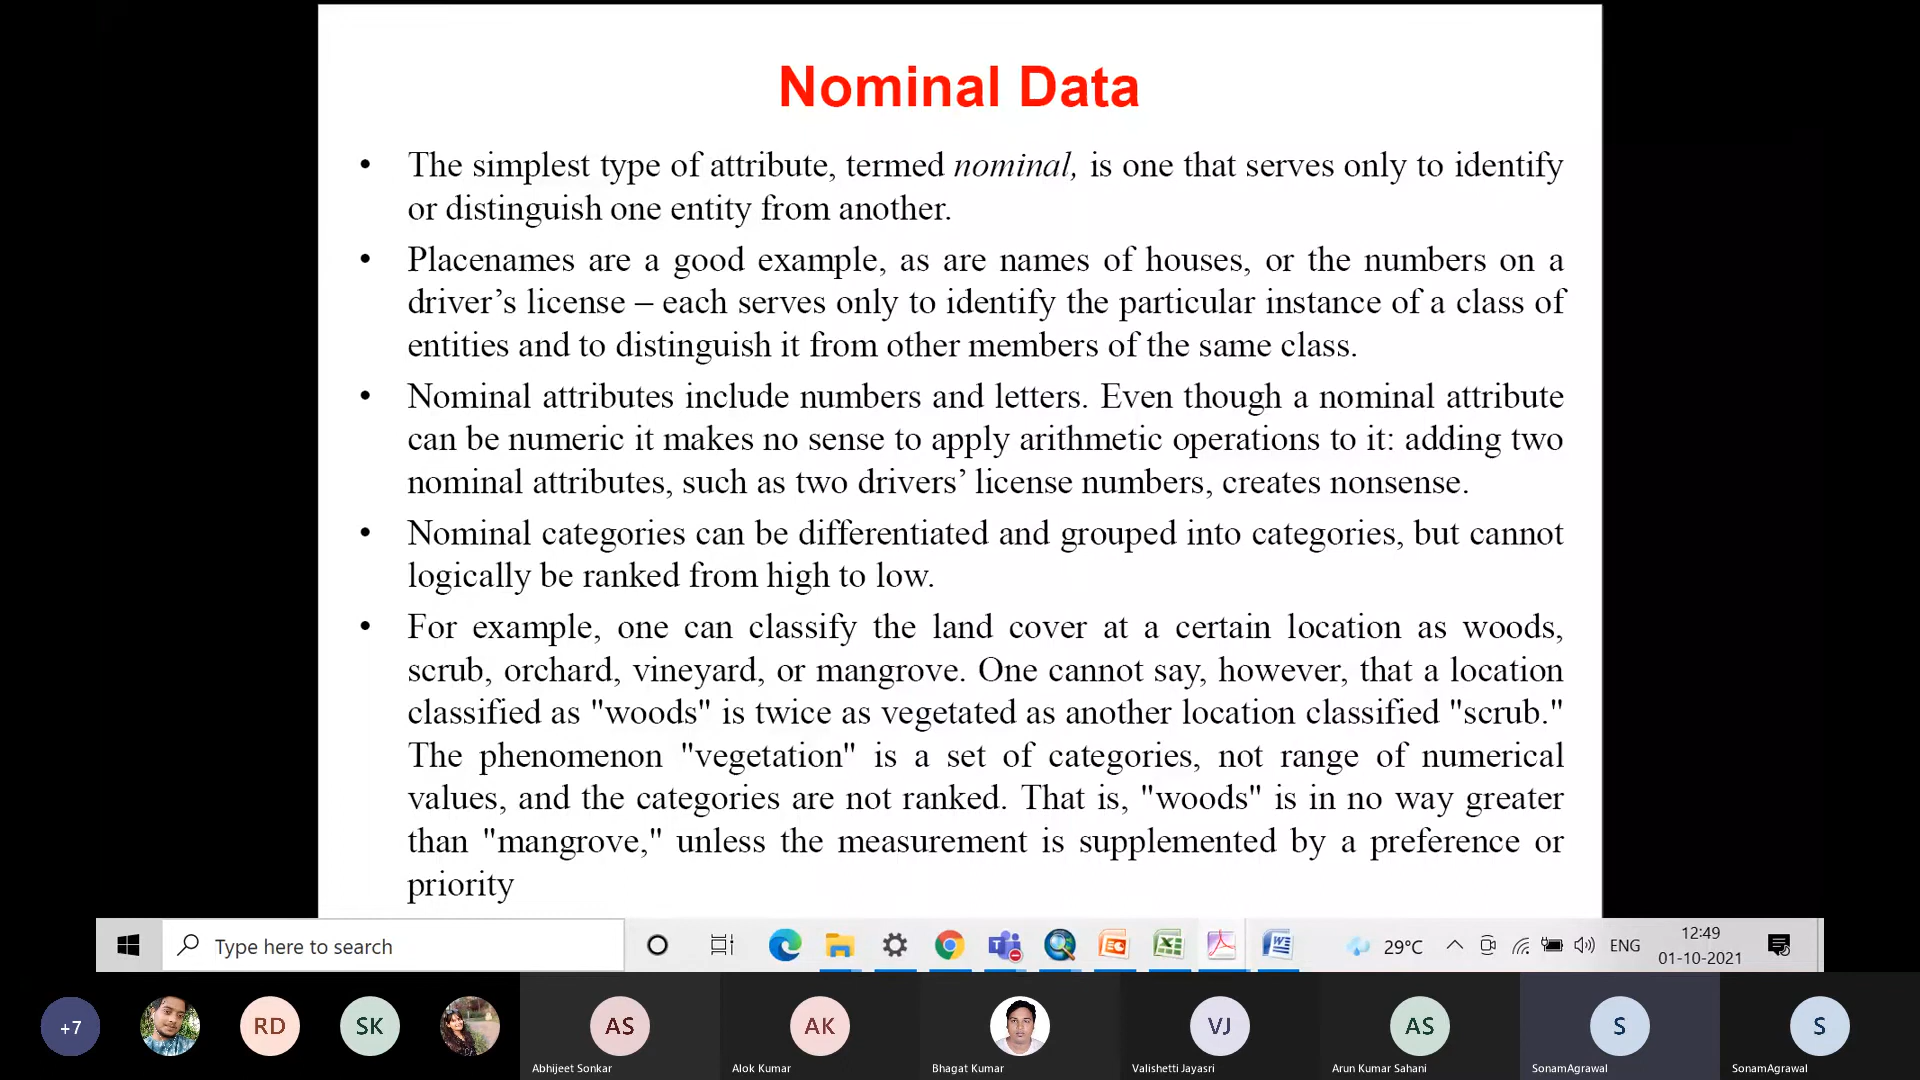 Nominal Data
• The simplest type of attribute, termed nominal, is one that serves only to identify
or distinguish one entity from another.
• Placenames are a good example, as are names of houses, or the numbers on a
driver’s license – each serves only to identify the particular instance of a class of
entities and to distinguish it from other members of the same class.
• Nominal attributes include numbers and letters. Even though a nominal attribute
can be numeric it makes no sense to apply arithmetic operations to it: adding two
nominal attributes, such as two drivers’ license numbers, creates nonsense.
• Nominal categories can be differentiated and grouped into categories, but cannot
logically be ranked from high to low.
• For example, one can classify the land cover at a certain location as woods,
scrub, orchard, vineyard, or mangrove. One cannot say, however, that a location
classified as "woods" is twice as vegetated as another location classified "scrub."
The phenomenon "vegetation" is a set of categories, not range of numerical
values, and the categories are not ranked. That is, "woods" is in no way greater
than "mangrove," unless the measurement is supplemented by a preference or
priority
Type here to search
29°C
ENG
12:49
01-10-2021
+7
RD
SK
AS
AK
VJ
AS
S
S
Abhijeet Sonkar
Alok Kumar
Bhagat Kumar
Valishetti Jayasri
Arun Kumar Sahani
SonamAgrawal
SonamAgrawal